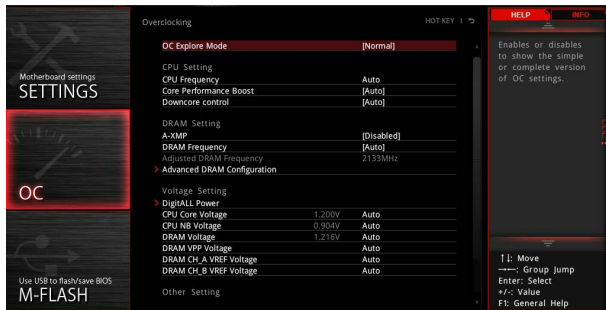 Motherboard settings
SETTINGS
OC
Use USB to flash/save BIOS
M-FLASH
Overclocking
HOT KEY |
OC Explore Mode [Normal]
CPU Setting
CPU Frequency Auto
Core Performance Boost [Auto]
Downcore control [Auto]
DRAM Setting
A-XMP [Disabled]
DRAM Frequency [Auto]
Adjusted DRAM Frequency 2133MHz
> Advanced DRAM Configuration
Voltage Setting
> DigitALL Power
CPU Core Voltage 1.200V Auto
CPU NB Voltage 0.904V Auto
DRAM Voltage 1.216V Auto
DRAM VPP Voltage Auto
DRAM CH_A VREF Voltage Auto
DRAM CH_B VREF Voltage Auto
Other Setting
HELP INFO
Enables or disables
to show the simple
or complete version
of OC settings.
↑↓: Move
→←: Group Jump
Enter: Select
+/-: Value
F1: General Help